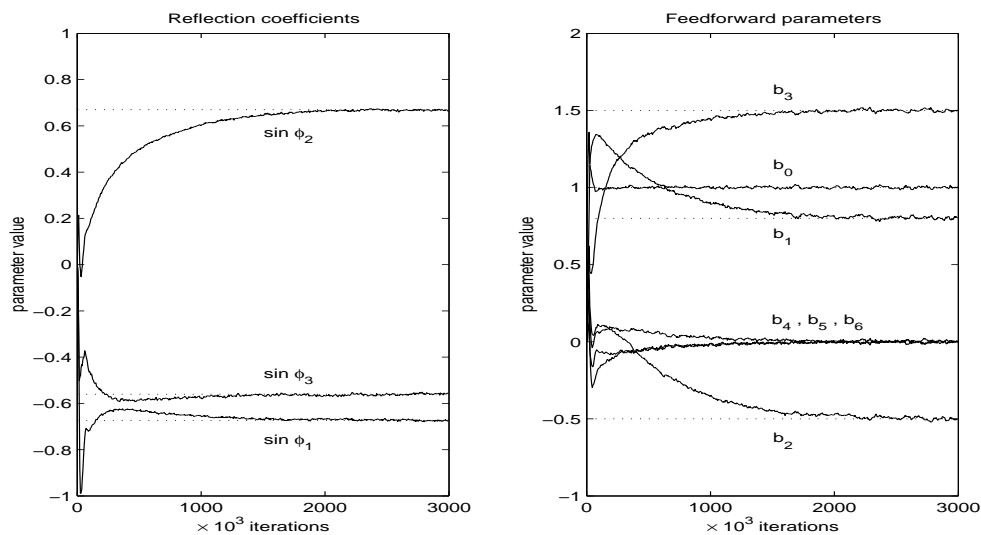 Reflection coefficients
1
0.8
0.6
0.4
0.2
0
−0.2
−0.4
−0.6
−0.8
−1
parameter value
sin ϕ2
sin ϕ3
sin ϕ1
0 1000 2000 3000
× 10^3 iterations
Feedforward parameters
2
1.5
1
0.5
0
−0.5
−1
parameter value
b3
b0
b1
b4 , b5 , b6
b2
0 1000 2000 3000
× 10^3 iterations